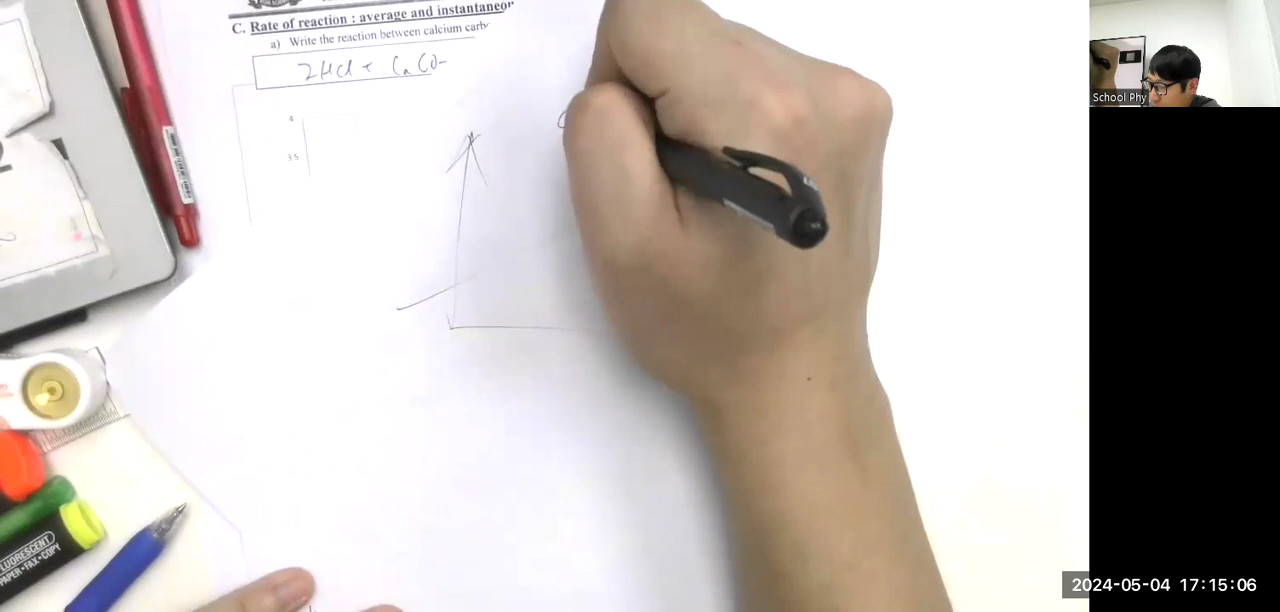 C. Rate of reaction : average and instantaneo
a) Write the reaction between calcium carb
2HCl + CaCO
4
3.5
School Phy
FLUORESCENT
PAPER•FAX•COPY
2024-05-04 17:15:06